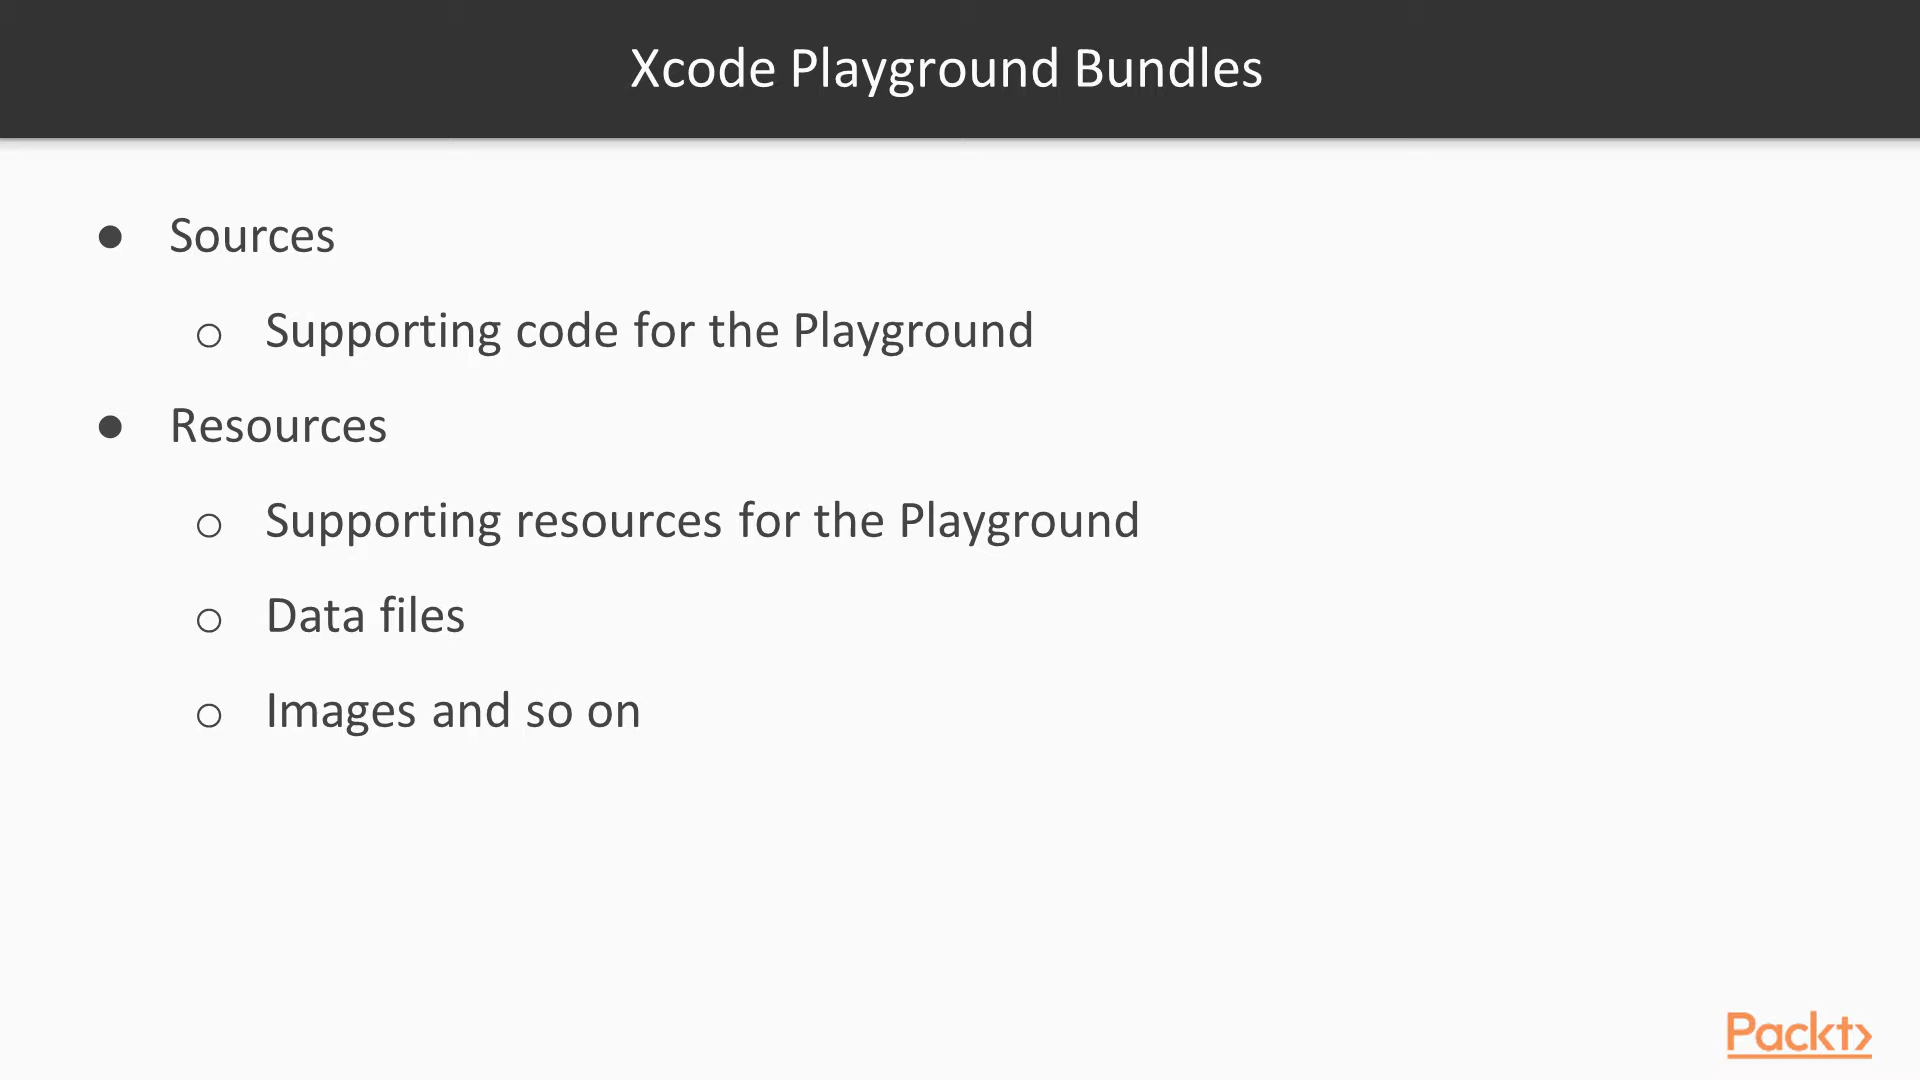 Xcode Playground Bundles
● Sources
○ Supporting code for the Playground
● Resources
○ Supporting resources for the Playground
○ Data files
○ Images and so on
Packt>